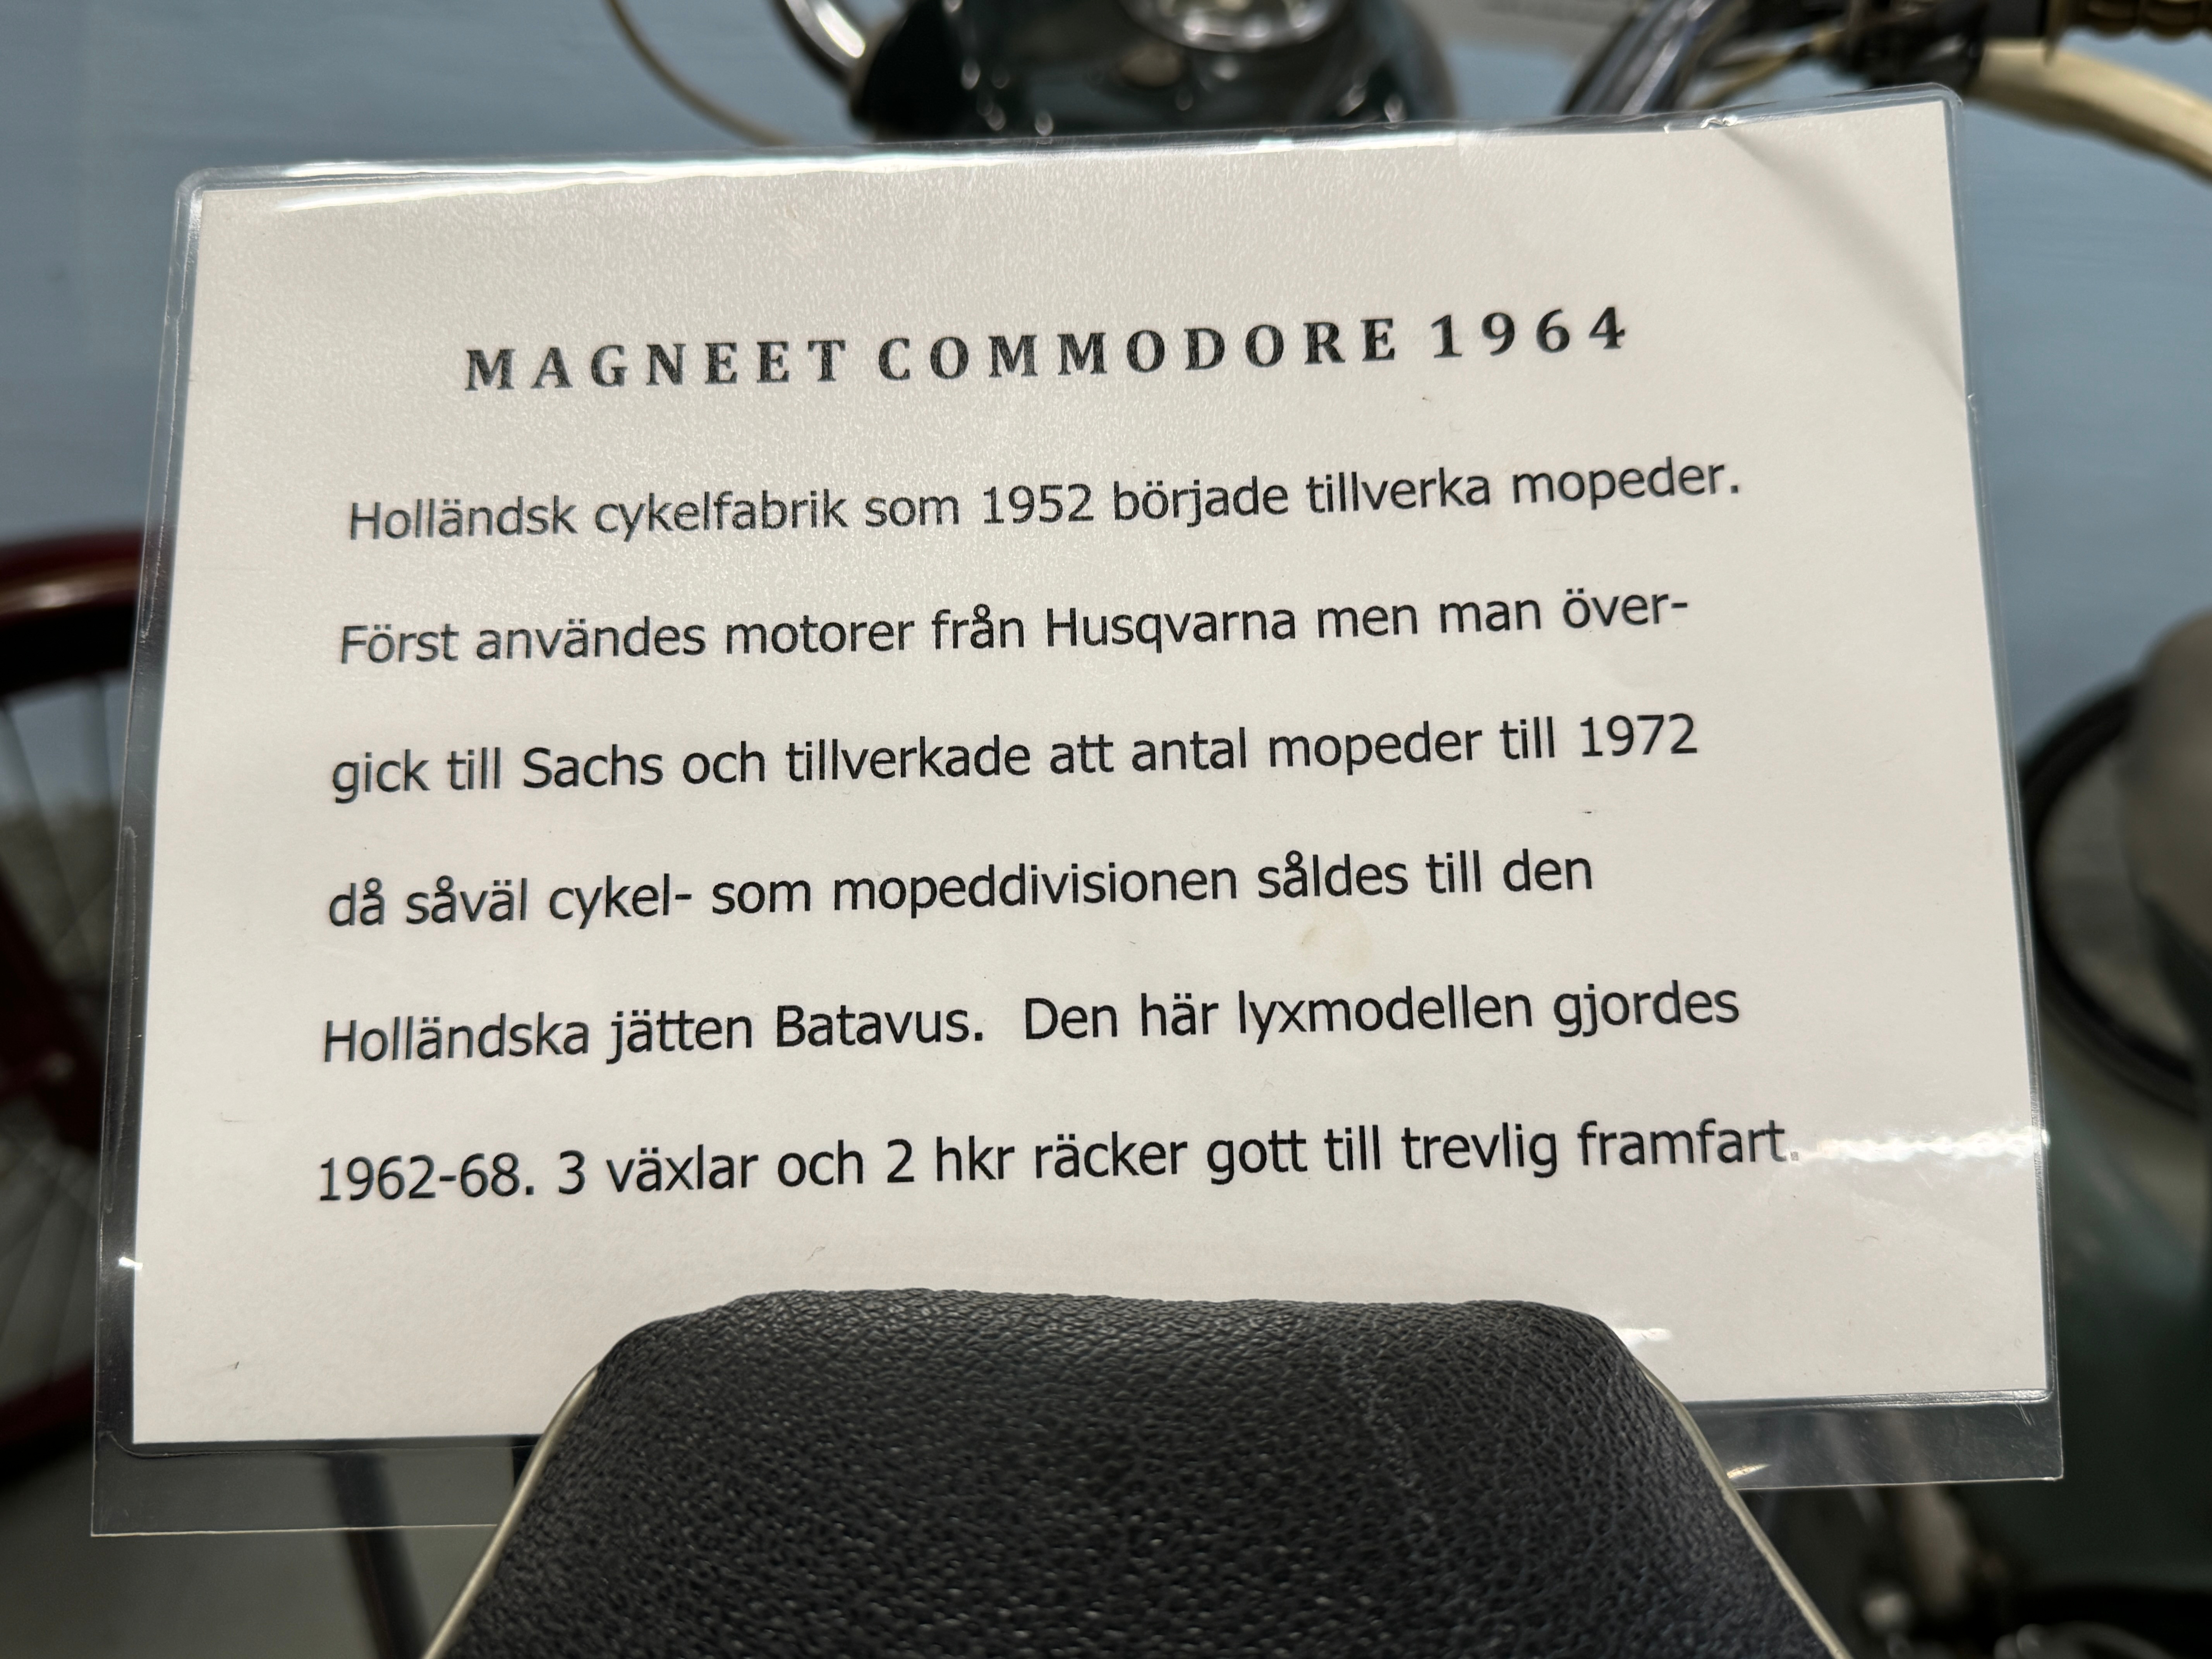 MAGNEET COMMODORE 1964
Holländsk cykelfabrik som 1952 började tillverka mopeder.
Först användes motorer från Husqvarna men man över-
gick till Sachs och tillverkade att antal mopeder till 1972
då såväl cykel- som mopeddivisionen såldes till den
Holländska jätten Batavus. Den här lyxmodellen gjordes
1962-68. 3 växlar och 2 hkr räcker gott till trevlig framfart.